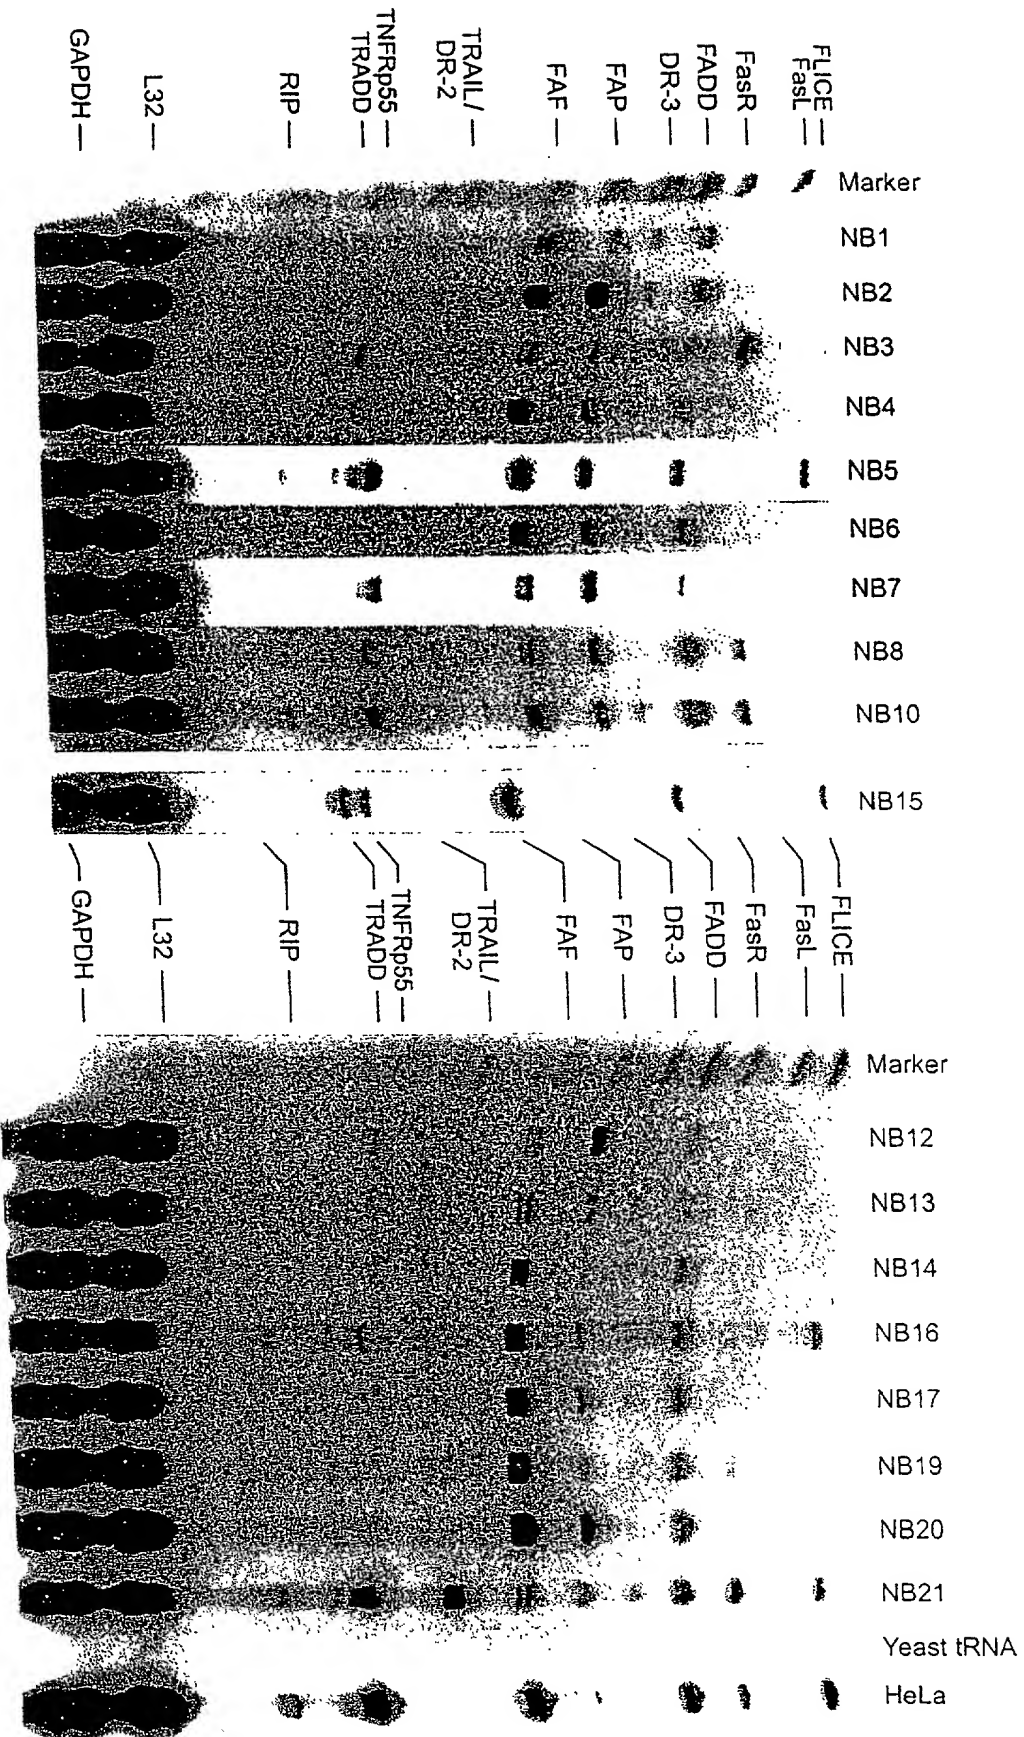 FLICE
FasL
FasR
FADD
DR-3
FAP
FAF
TRAIL/
DR-2
TNFRp55
TRADD
RIP
L32
GAPDH
Marker
NB1
NB2
NB3
NB4
NB5
NB6
NB7
NB8
NB10
NB15
FLICE
FasL
FasR
FADD
DR-3
FAP
FAF
TRAIL/
DR-2
TNFRp55
TRADD
RIP
L32
GAPDH
Marker
NB12
NB13
NB14
NB16
NB17
NB19
NB20
NB21
Yeast tRNA
HeLa